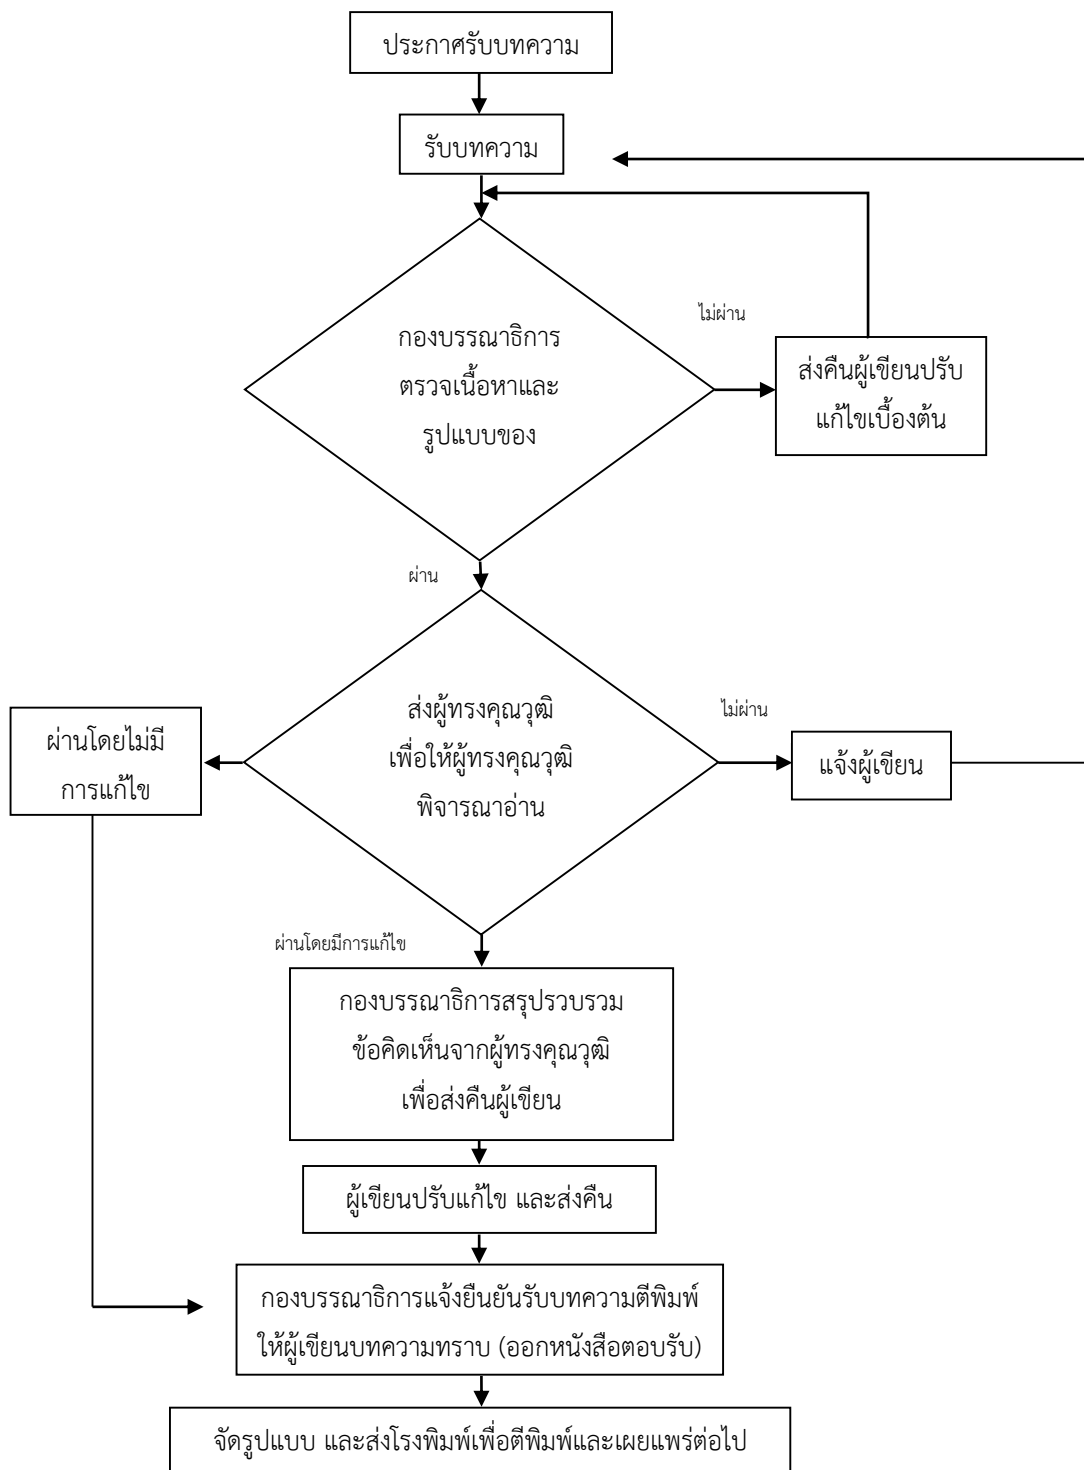 ประกาศรับบทความ
รับบทความ
ไม่ผ่าน
กองบรรณาธิการ
ตรวจเนื้อหาและ
รูปแบบของ
ส่งคืนผู้เขียนปรับ
แก้ไขเบื้องต้น
ผ่าน
ส่งผู้ทรงคุณวุฒิ
เพื่อให้ผู้ทรงคุณวุฒิ
พิจารณาอ่าน
ไม่ผ่าน
ผ่านโดยไม่มี
การแก้ไข
แจ้งผู้เขียน
ผ่านโดยมีการแก้ไข
กองบรรณาธิการสรุปรวบรวม
ข้อคิดเห็นจากผู้ทรงคุณวุฒิ
เพื่อส่งคืนผู้เขียน
ผู้เขียนปรับแก้ไข และส่งคืน
กองบรรณาธิการแจ้งยืนยันรับบทความตีพิมพ์
ให้ผู้เขียนบทความทราบ (ออกหนังสือตอบรับ)
จัดรูปแบบ และส่งโรงพิมพ์เพื่อตีพิมพ์และเผยแพร่ต่อไป